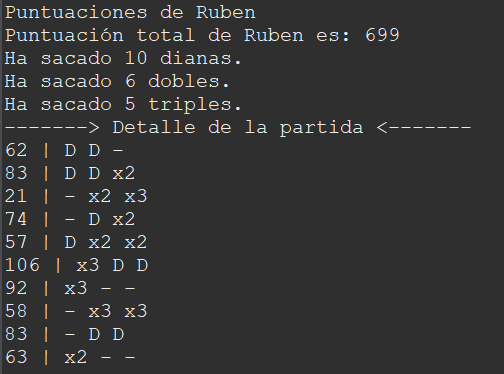 Puntuaciones de Ruben
Puntuación total de Ruben es: 699
Ha sacado 10 dianas.
Ha sacado 6 dobles.
Ha sacado 5 triples.
-------> Detalle de la partida <-------
62 | D D -
83 | D D x2
21 | - x2 x3
74 | - D x2
57 | D x2 x2
106 | x3 D D
92 | x3 - -
58 | - x3 x3
83 | - D D
63 | x2 - -